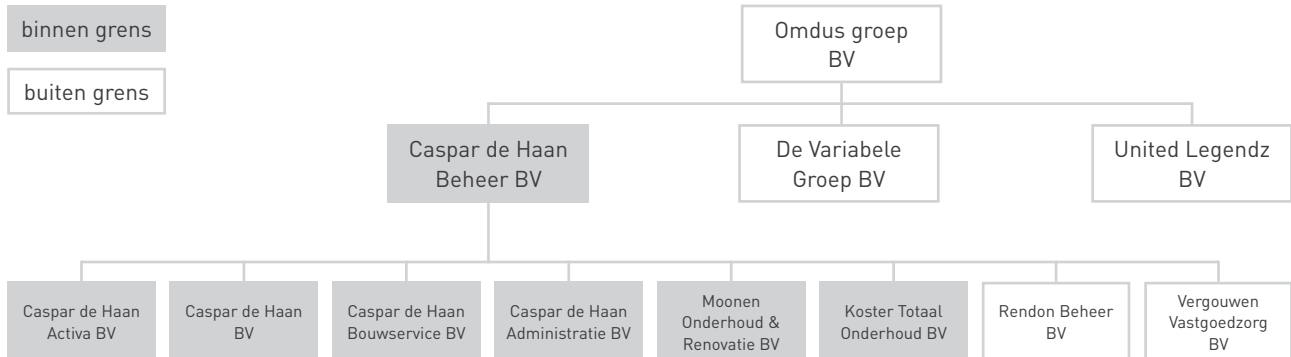 binnen grens
buiten grens
Omdus groep
BV
Caspar de Haan
Beheer BV
De Variabele
Groep BV
United Legendz
BV
Caspar de Haan
Activa BV
Caspar de Haan
BV
Caspar de Haan
Bouwservice BV
Caspar de Haan
Administratie BV
Moonen
Onderhoud &
Renovatie BV
Koster Totaal
Onderhoud BV
Rendon Beheer
BV
Vergouwen
Vastgoedzorg
BV